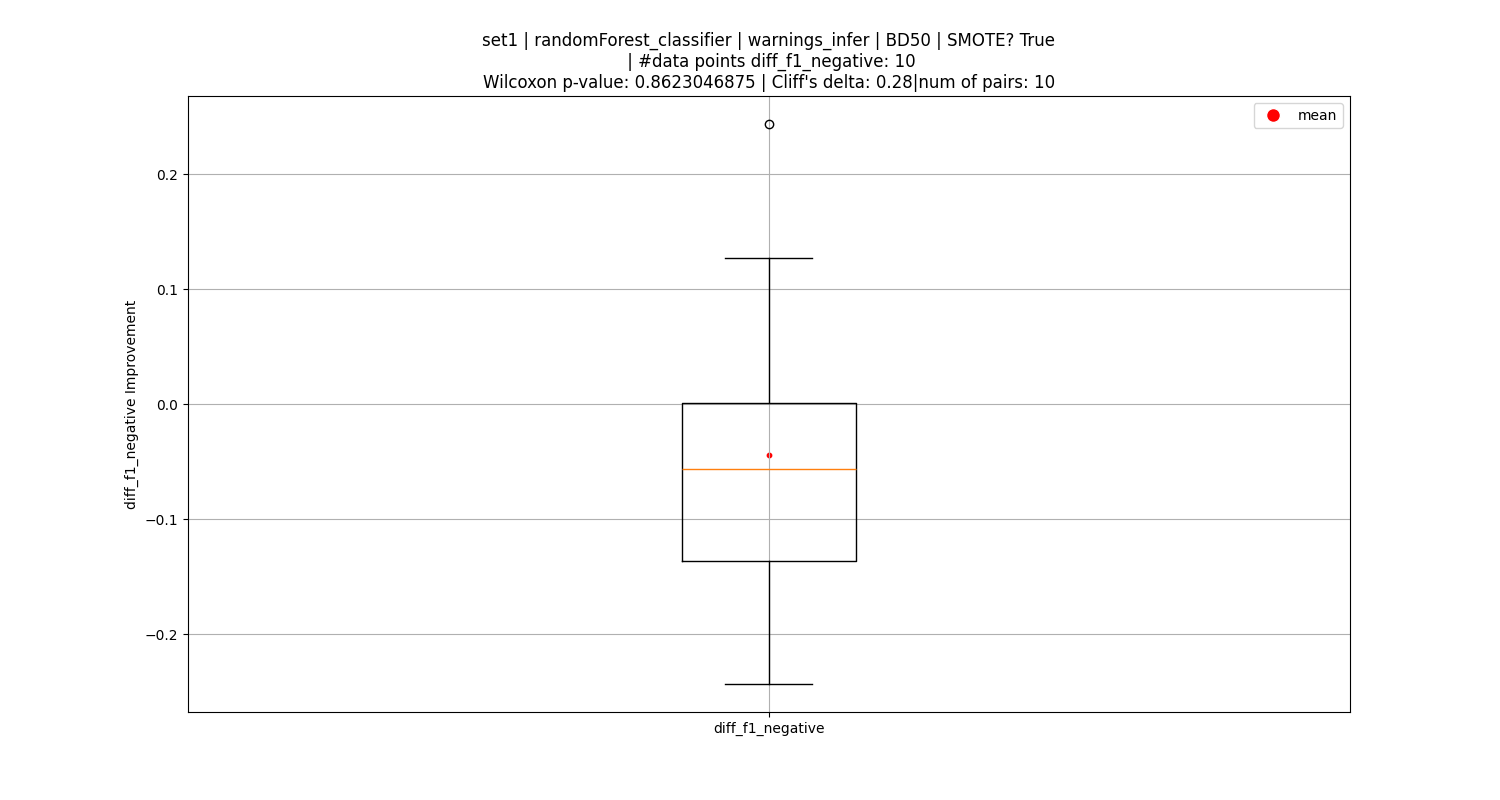 set1 | randomForest_classifier | warnings_infer | BD50 | SMOTE? True
| #data points diff_f1_negative: 10
Wilcoxon p-value: 0.8623046875 | Cliff's delta: 0.28|num of pairs: 10
mean
0.2
0.1
0.0
−0.1
−0.2
diff_f1_negative Improvement
diff_f1_negative